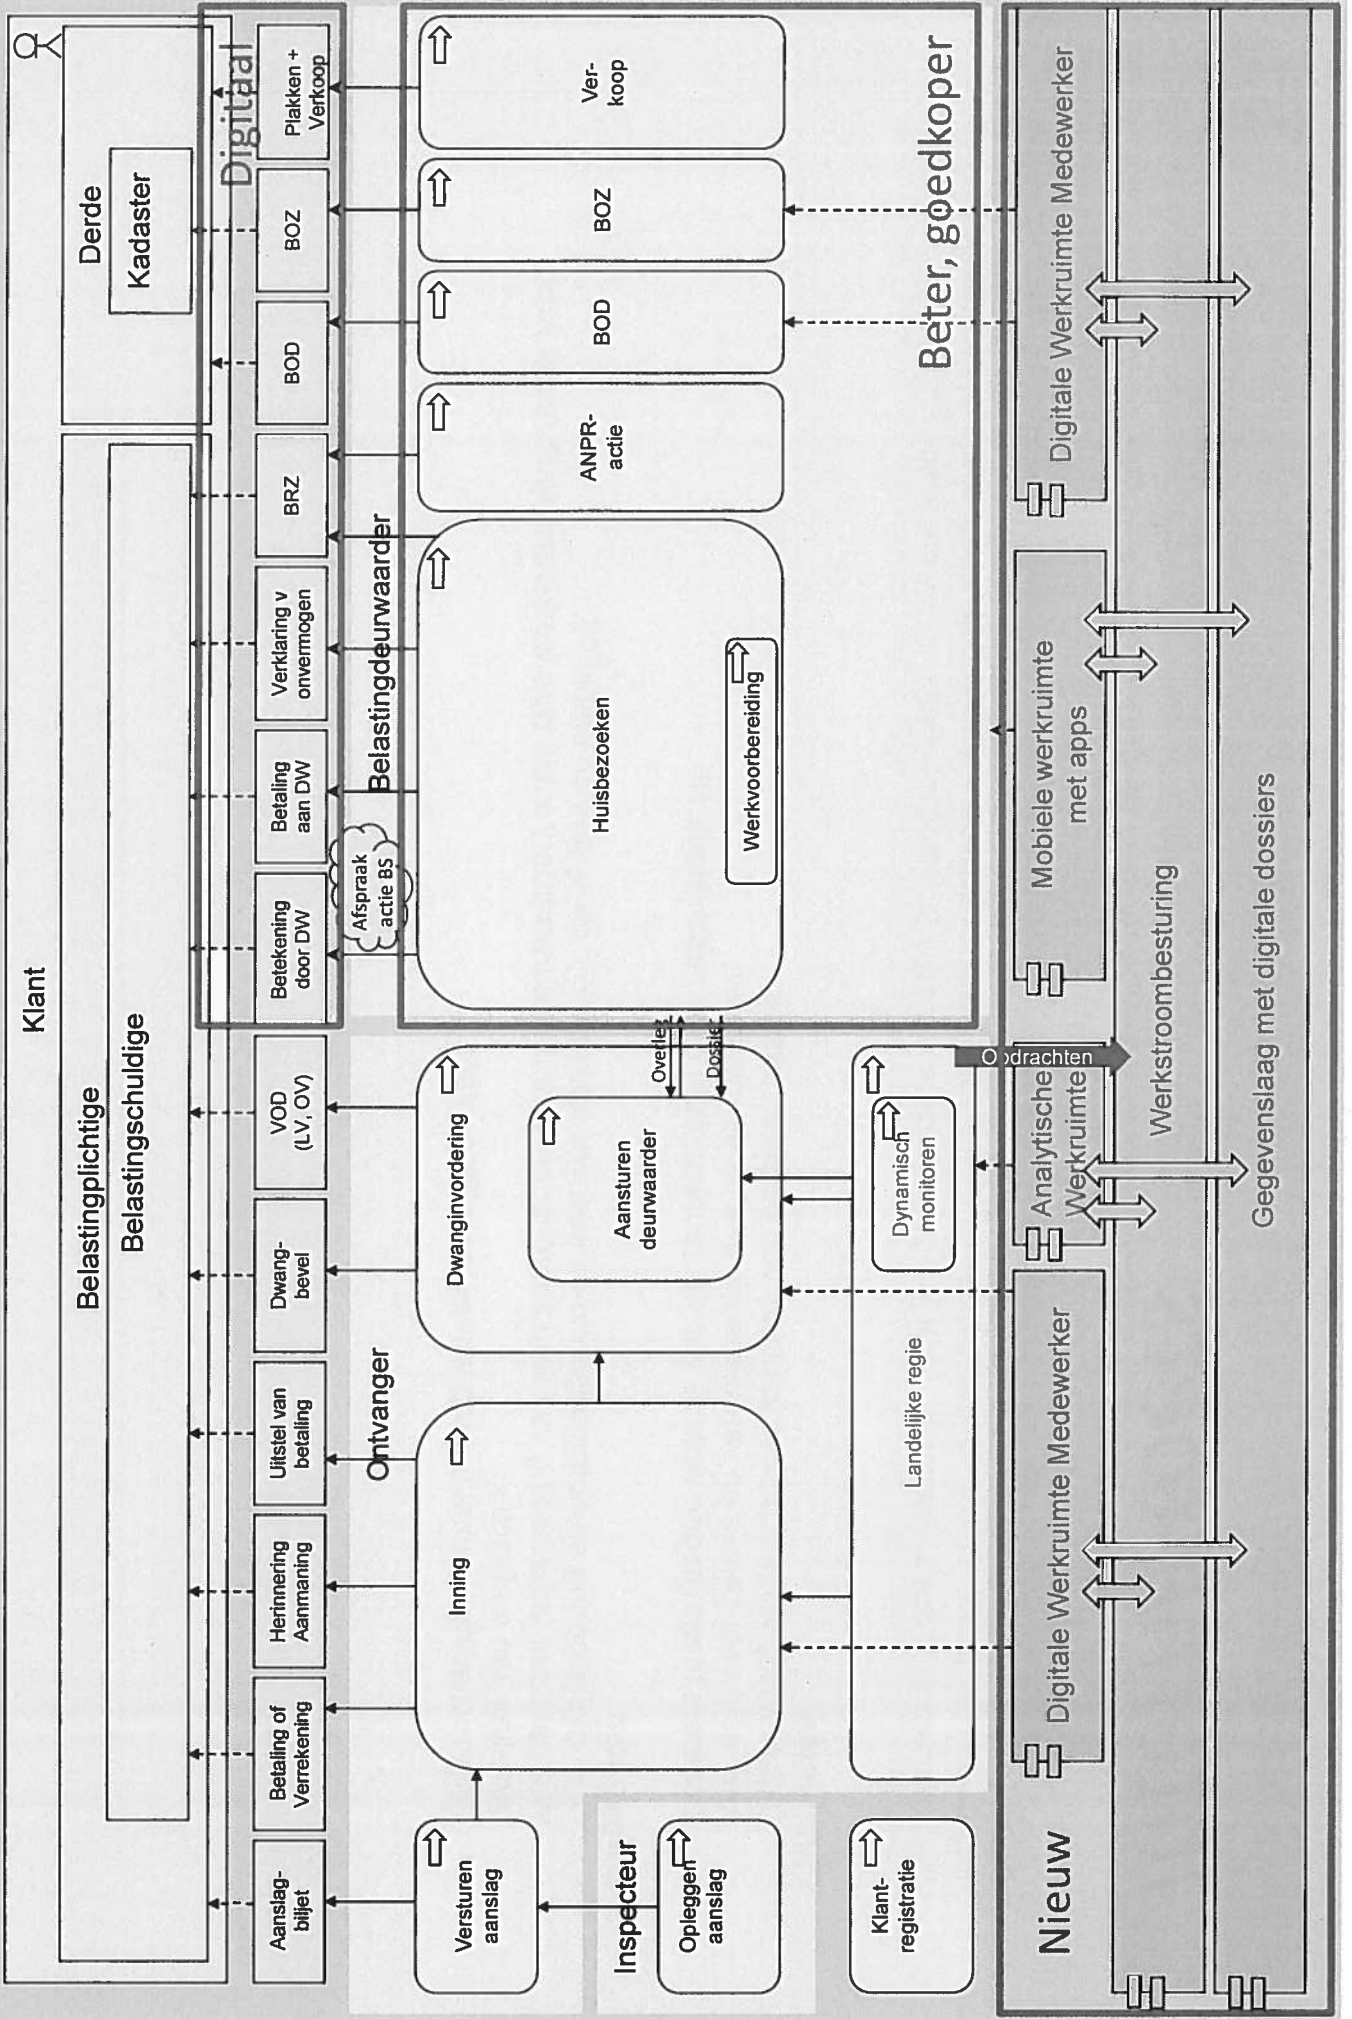 Klant
Belastingplichtige
Belastingschuldige
Derde
Kadaster
Digitaal
Aanslag-
biljet
Betaling of
Verrekening
Herinnering
Aanmaning
Uitstel van
betaling
Dwang-
bevel
VOD
(LV, OV)
Betekening
door DW
Betaling
aan DW
Verklaring v
onvermogen
BRZ
BOD
BOZ
Plakken +
Verkoop
Ontvanger
Afspraak
actie BS
Belastingdeurwaarder
Versturen
aanslag
Inning
Dwanginvordering
Aansturen
deurwaarder
Overleg
Dossier
Huisbezoeken
Werkvoorbereiding
ANPR-
actie
BOD
BOZ
Ver-
koop
Beter, goedkoper
Inspecteur
Opleggen
aanslag
Klant-
registratie
Landelijke regie
Dynamisch
monitoren
Opdrachten
Nieuw
Digitale Werkruimte Medewerker
Analytische
Werkruimte
Mobiele werkruimte
met apps
Digitale Werkruimte Medewerker
Werkstroombesturing
Gegevenslaag met digitale dossiers